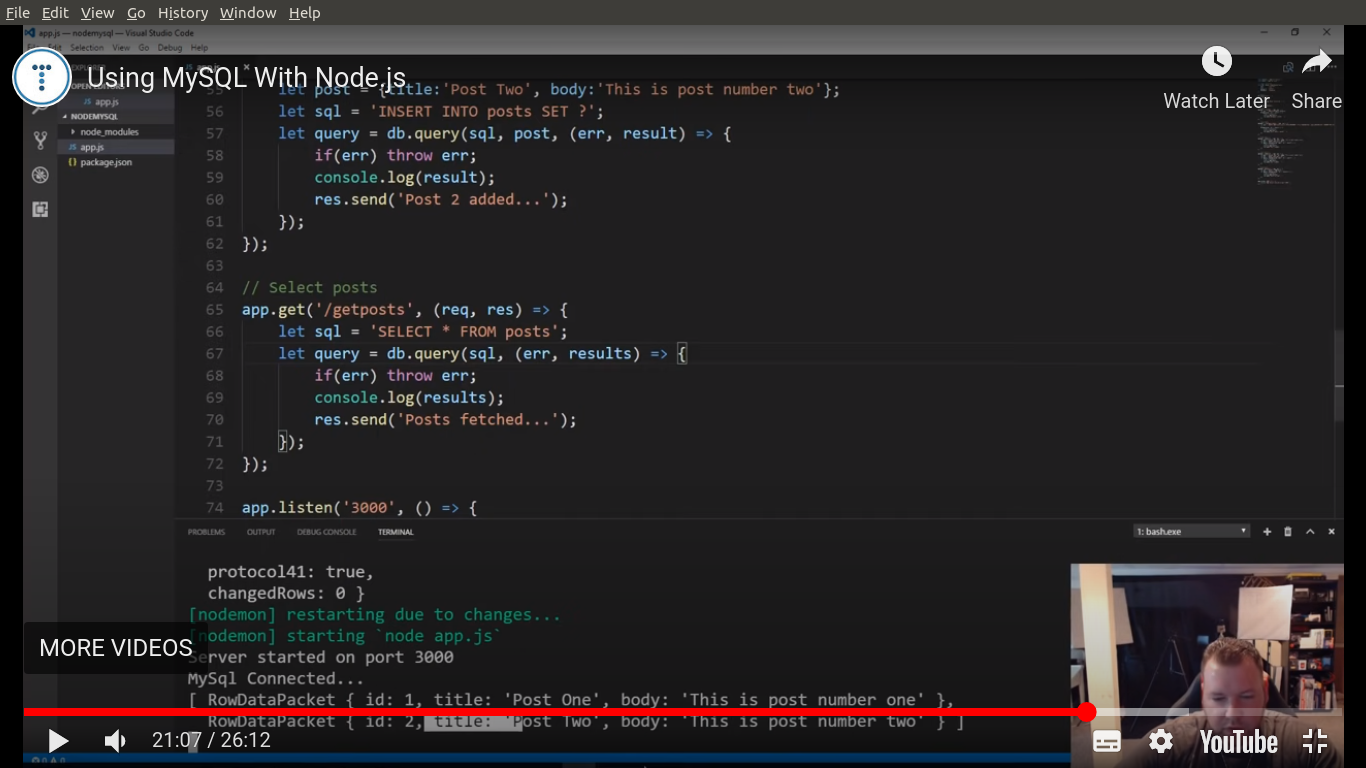 File Edit View Go History Window Help
app.js — nodemysql — Visual Studio Code
File Edit Selection View Go Debug Help
Using MySQL With Node.js
Watch Later Share
OPEN EDITORS
app.js
NODEMYSQL
node_modules
app.js
package.json
55 let post = {title:'Post Two', body:'This is post number two'};
56 let sql = 'INSERT INTO posts SET ?';
57 let query = db.query(sql, post, (err, result) => {
58 if(err) throw err;
59 console.log(result);
60 res.send('Post 2 added...');
61 });
62 });
63
64 // Select posts
65 app.get('/getposts', (req, res) => {
66 let sql = 'SELECT * FROM posts';
67 let query = db.query(sql, (err, results) => {
68 if(err) throw err;
69 console.log(results);
70 res.send('Posts fetched...');
71 });
72 });
73
74 app.listen('3000', () => {
PROBLEMS OUTPUT DEBUG CONSOLE TERMINAL 1: bash.exe
protocol41: true,
changedRows: 0 }
[nodemon] restarting due to changes...
[nodemon] starting `node app.js`
Server started on port 3000
MySql Connected...
[ RowDataPacket { id: 1, title: 'Post One', body: 'This is post number one' },
RowDataPacket { id: 2, title: 'Post Two', body: 'This is post number two' } ]
MORE VIDEOS
21:07 / 26:12
YouTube